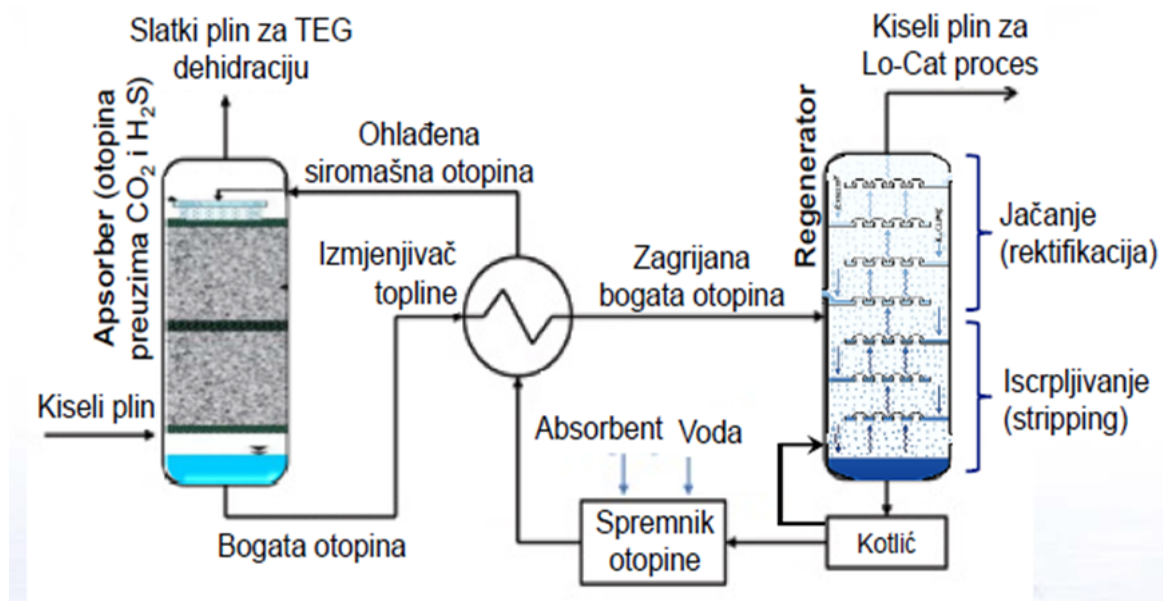 Slatki plin za TEG
dehidraciju
Kiseli plin za
Lo-Cat proces
Apsorber (otopina
preuzima CO₂ i H₂S)
Ohlađena
siromašna otopina
Regenerator
Jačanje
(rektifikacija)
Izmjenjivač
topline
Zagrijana
bogata otopina
Kiseli plin
Iscrpljivanje
(stripping)
Absorbent
Voda
Spremnik
otopine
Kotlić
Bogata otopina